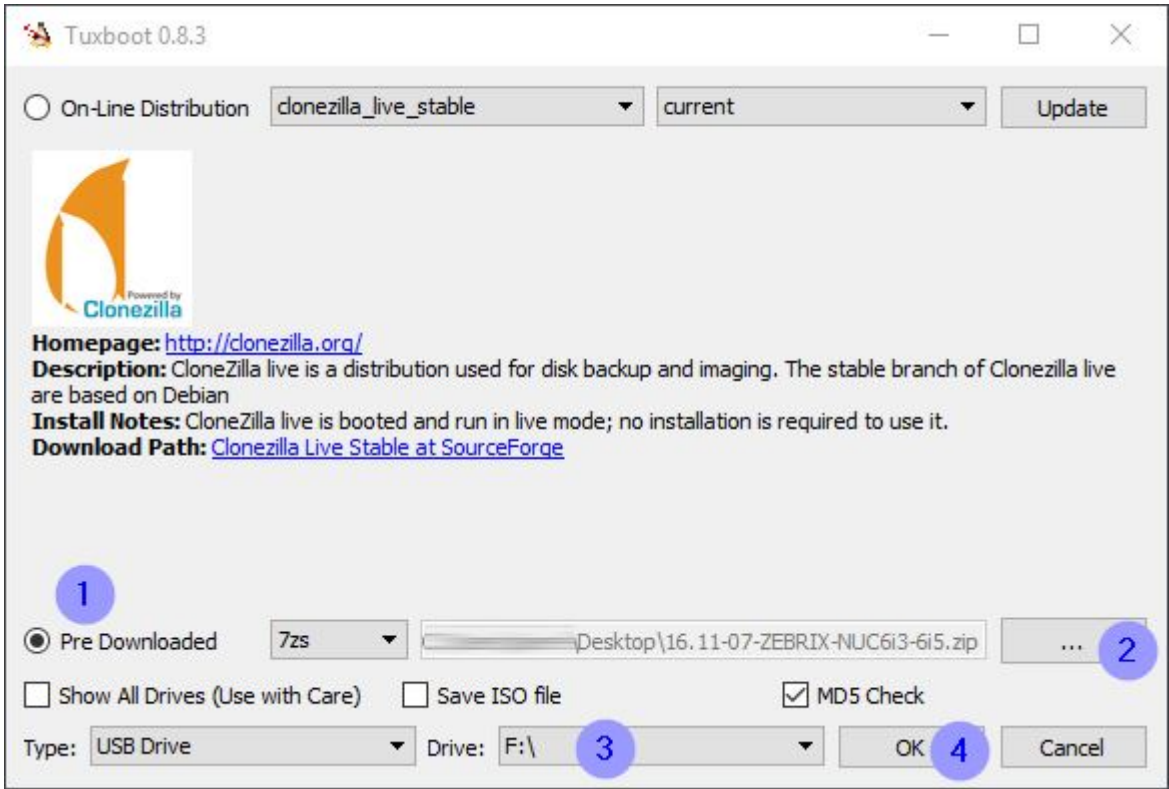 Tuxboot 0.8.3
On-Line Distribution clonezilla_live_stable current Update
Powered by
Clonezilla
Homepage: http://clonezilla.org/
Description: CloneZilla live is a distribution used for disk backup and imaging. The stable branch of Clonezilla live
are based on Debian
Install Notes: CloneZilla live is booted and run in live mode; no installation is required to use it.
Download Path: Clonezilla Live Stable at SourceForge
1
Pre Downloaded 7zs \Desktop\16.11-07-ZEBRIX-NUC6i3-6i5.zip ... 2
Show All Drives (Use with Care) Save ISO file MD5 Check
Type: USB Drive Drive: F:\ 3 OK 4 Cancel